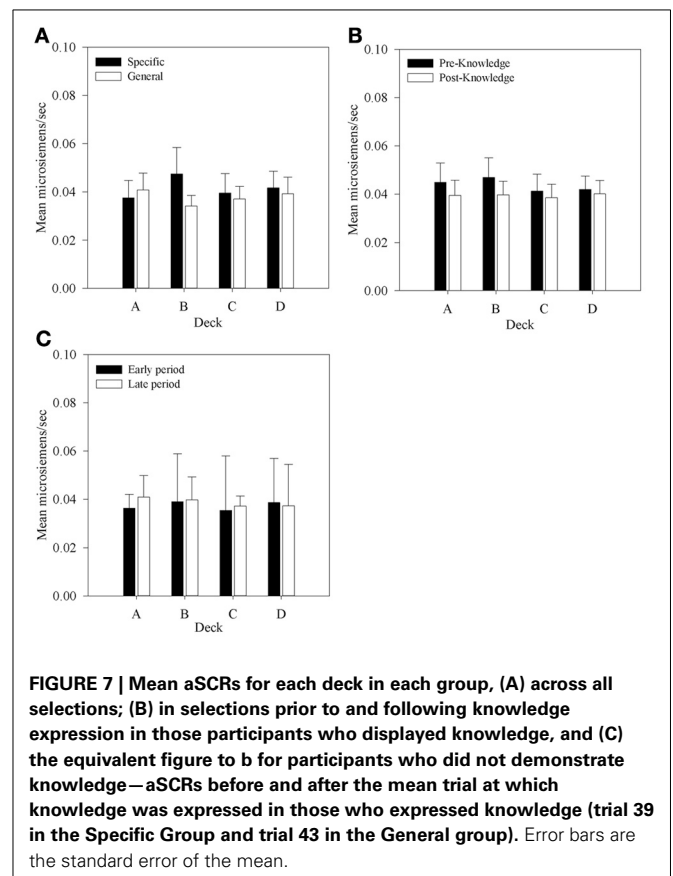 A
0.10
0.08
0.06
0.04
0.02
0.00
Mean microsiemens/sec
Specific
General
A B C D
Deck
B
0.10
0.08
0.06
0.04
0.02
0.00
Mean microsiemens/sec
Pre-Knowledge
Post-Knowledge
A B C D
Deck
C
0.10
0.08
0.06
0.04
0.02
0.00
Mean microsiemens/sec
Early period
Late period
A B C D
Deck
FIGURE 7 | Mean aSCRs for each deck in each group, (A) across all
selections; (B) in selections prior to and following knowledge
expression in those participants who displayed knowledge, and (C)
the equivalent figure to b for participants who did not demonstrate
knowledge—aSCRs before and after the mean trial at which
knowledge was expressed in those who expressed knowledge (trial 39
in the Specific Group and trial 43 in the General group). Error bars are
the standard error of the mean.